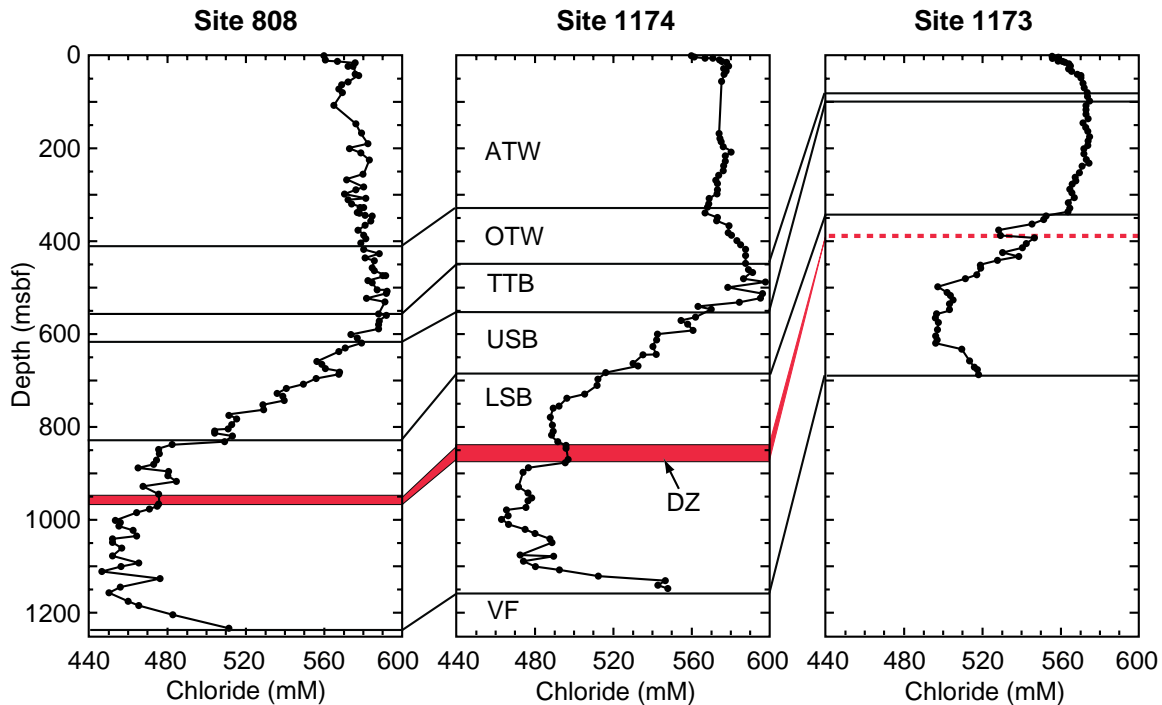 Site 808 Site 1174 Site 1173
0
200
400
600
800
1000
1200
Depth (msbf)
ATW
OTW
TTB
USB
LSB
DZ
VF
440 480 520 560 600 440 480 520 560 600 440 480 520 560 600
Chloride (mM) Chloride (mM) Chloride (mM)